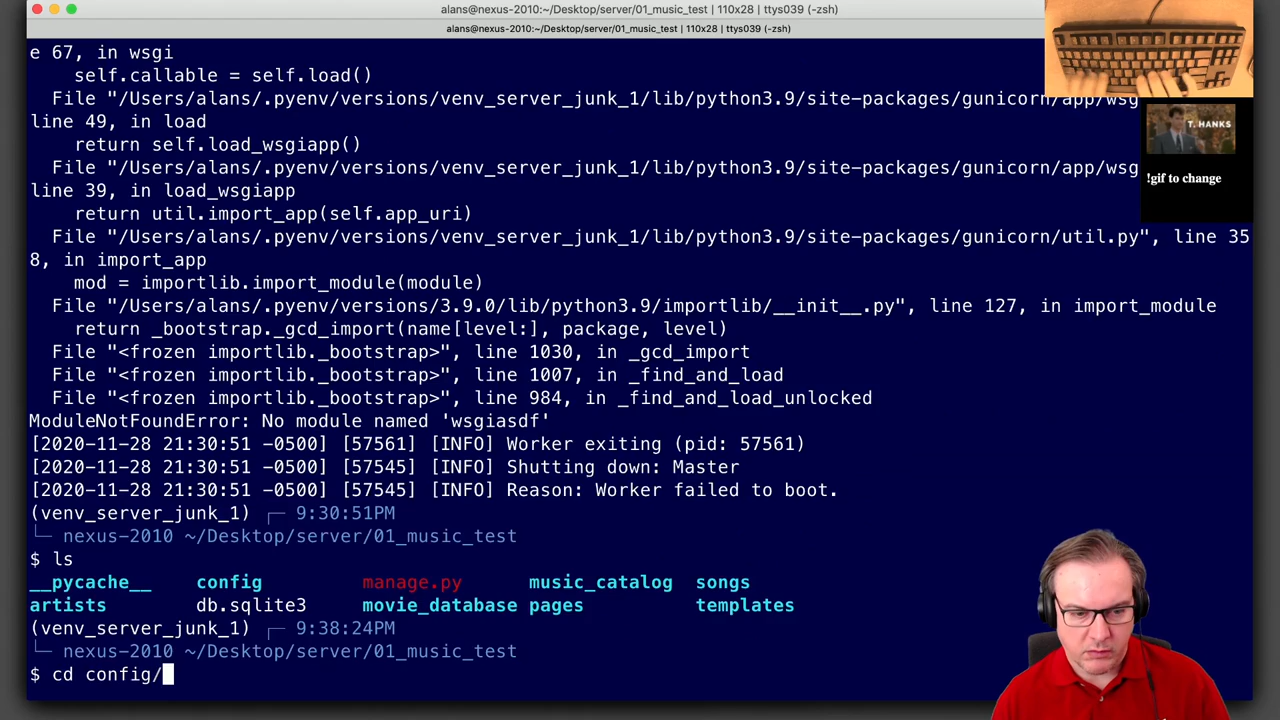 alans@nexus-2010:~/Desktop/server/01_music_test | 110x28 | ttys039 (-zsh)
alans@nexus-2010:~/Desktop/server/01_music_test | 110x28 | ttys039 (-zsh)
e 67, in wsgi
self.callable = self.load()
File "/Users/alans/.pyenv/versions/venv_server_junk_1/lib/python3.9/site-packages/gunicorn/app/wsg
line 49, in load
return self.load_wsgiapp()
File "/Users/alans/.pyenv/versions/venv_server_junk_1/lib/python3.9/site-packages/gunicorn/app/wsg
line 39, in load_wsgiapp
return util.import_app(self.app_uri)
File "/Users/alans/.pyenv/versions/venv_server_junk_1/lib/python3.9/site-packages/gunicorn/util.py", line 35
8, in import_app
mod = importlib.import_module(module)
File "/Users/alans/.pyenv/versions/3.9.0/lib/python3.9/importlib/__init__.py", line 127, in import_module
return _bootstrap._gcd_import(name[level:], package, level)
File "<frozen importlib._bootstrap>", line 1030, in _gcd_import
File "<frozen importlib._bootstrap>", line 1007, in _find_and_load
File "<frozen importlib._bootstrap>", line 984, in _find_and_load_unlocked
ModuleNotFoundError: No module named 'wsgiasdf'
[2020-11-28 21:30:51 -0500] [57561] [INFO] Worker exiting (pid: 57561)
[2020-11-28 21:30:51 -0500] [57545] [INFO] Shutting down: Master
[2020-11-28 21:30:51 -0500] [57545] [INFO] Reason: Worker failed to boot.
(venv_server_junk_1) ┌─ 9:30:51PM
└─ nexus-2010 ~/Desktop/server/01_music_test
$ ls
__pycache__ config manage.py music_catalog songs
artists db.sqlite3 movie_database pages templates
(venv_server_junk_1) ┌─ 9:38:24PM
└─ nexus-2010 ~/Desktop/server/01_music_test
$ cd config/
T. HANKS
!gif to change